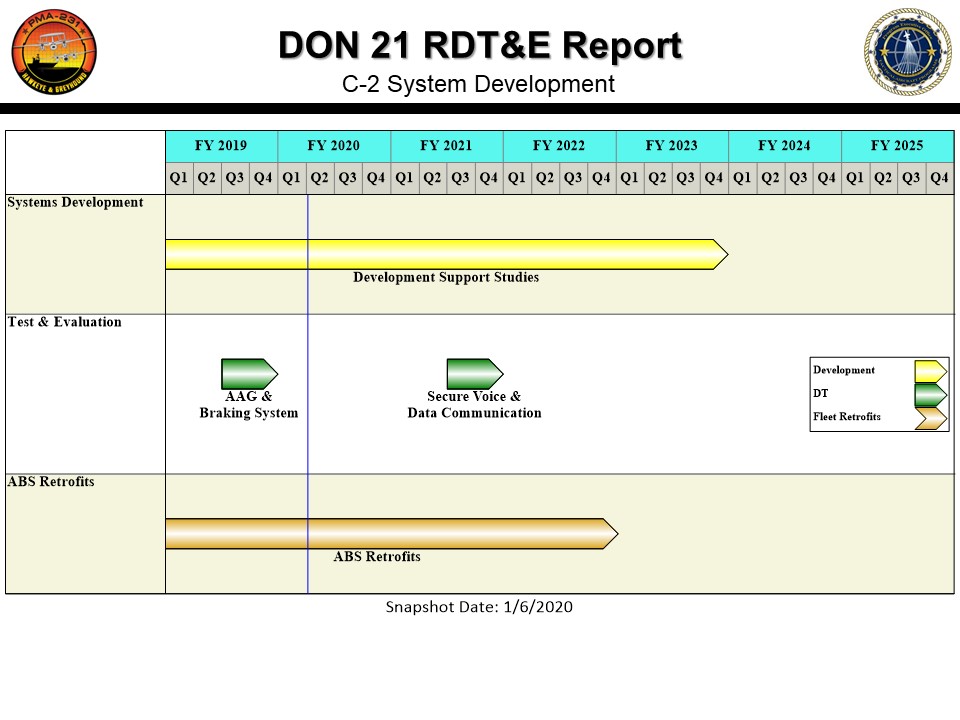 PMA-231
HAWKEYE & GREYHOUND
DON 21 RDT&E Report
C-2 System Development
FY 2019 FY 2020 FY 2021 FY 2022 FY 2023 FY 2024 FY 2025
Q1 Q2 Q3 Q4 Q1 Q2 Q3 Q4 Q1 Q2 Q3 Q4 Q1 Q2 Q3 Q4 Q1 Q2 Q3 Q4 Q1 Q2 Q3 Q4 Q1 Q2 Q3 Q4
Systems Development
Development Support Studies
Test & Evaluation
AAG &
Braking System
Secure Voice &
Data Communication
Development
DT
Fleet Retrofits
ABS Retrofits
ABS Retrofits
Snapshot Date: 1/6/2020